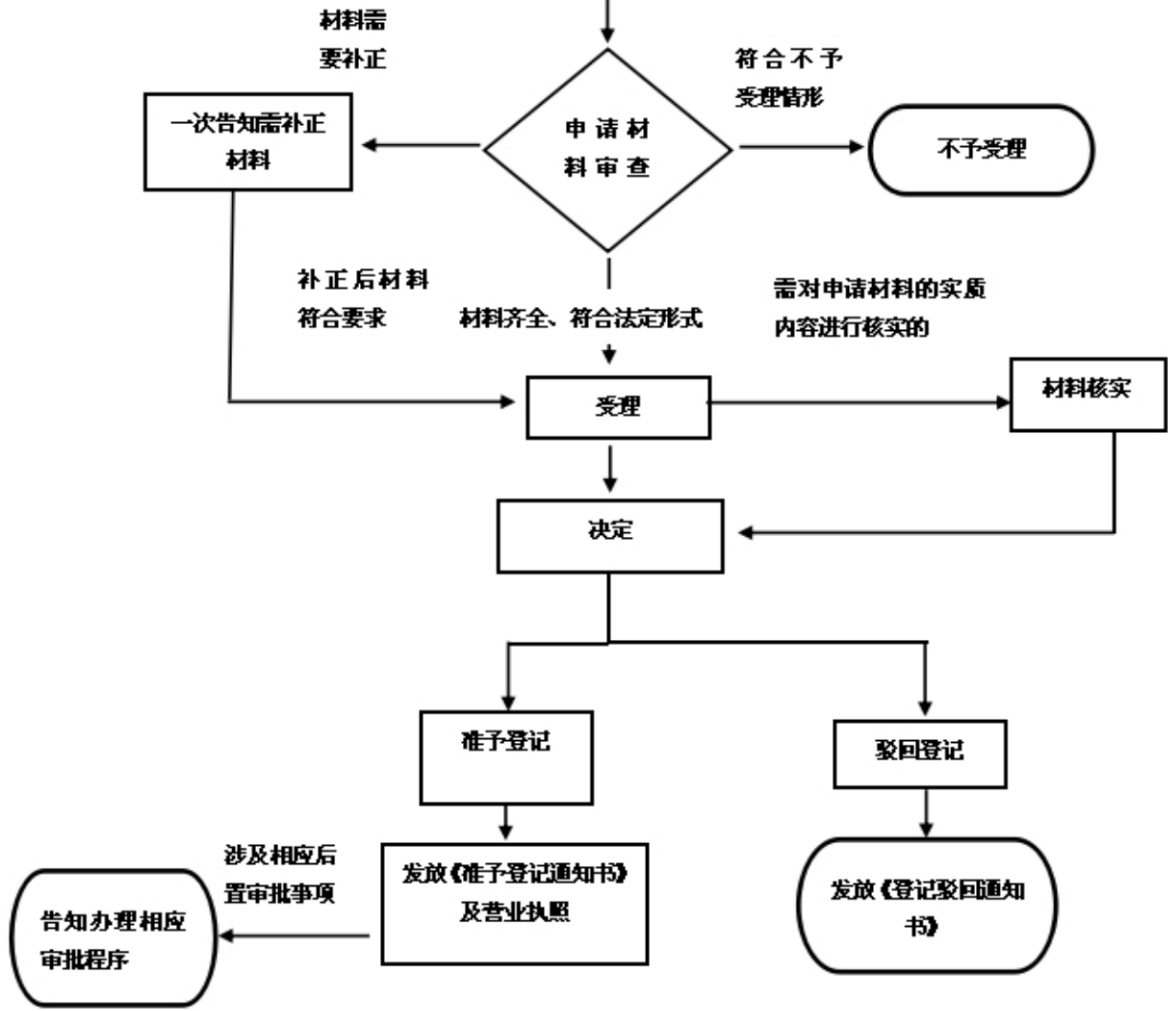 材料需
要补正
符合不予
受理情形
一次告知需补正
材料
申请材
料审查
不予受理
补正后材料
符合要求
材料齐全、符合法定形式
需对申请材料的实质
内容进行核实的
受理
材料核实
决定
准予登记
驳回登记
涉及相应后
置审批事项
发放《准予登记通知书》
及营业执照
发放《登记驳回通知
书》
告知办理相应
审批程序